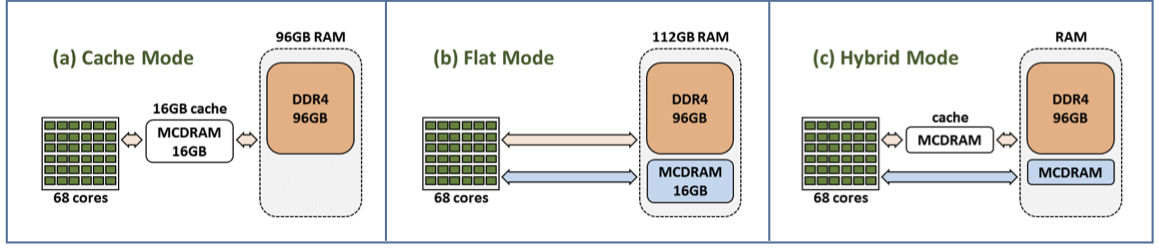 (a) Cache Mode
96GB RAM
DDR4
96GB
16GB cache
MCDRAM
16GB
68 cores
(b) Flat Mode
112GB RAM
DDR4
96GB
MCDRAM
16GB
68 cores
(c) Hybrid Mode
RAM
DDR4
96GB
cache
MCDRAM
MCDRAM
68 cores